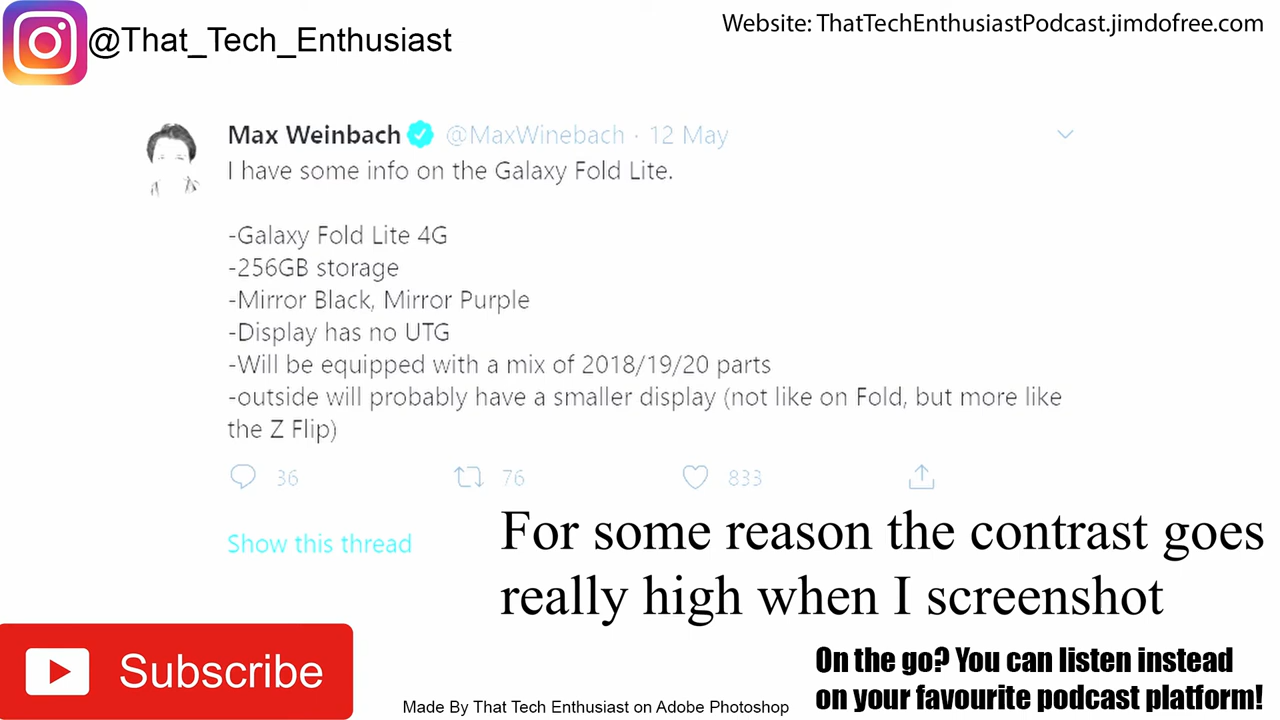 @That_Tech_Enthusiast
Website: ThatTechEnthusiastPodcast.jimdofree.com
Max Weinbach @MaxWinebach · 12 May
I have some info on the Galaxy Fold Lite.
-Galaxy Fold Lite 4G
-256GB storage
-Mirror Black, Mirror Purple
-Display has no UTG
-Will be equipped with a mix of 2018/19/20 parts
-outside will probably have a smaller display (not like on Fold, but more like
the Z Flip)
36 76 833
Show this thread
For some reason the contrast goes
really high when I screenshot
Subscribe
On the go? You can listen instead
on your favourite podcast platform!
Made By That Tech Enthusiast on Adobe Photoshop